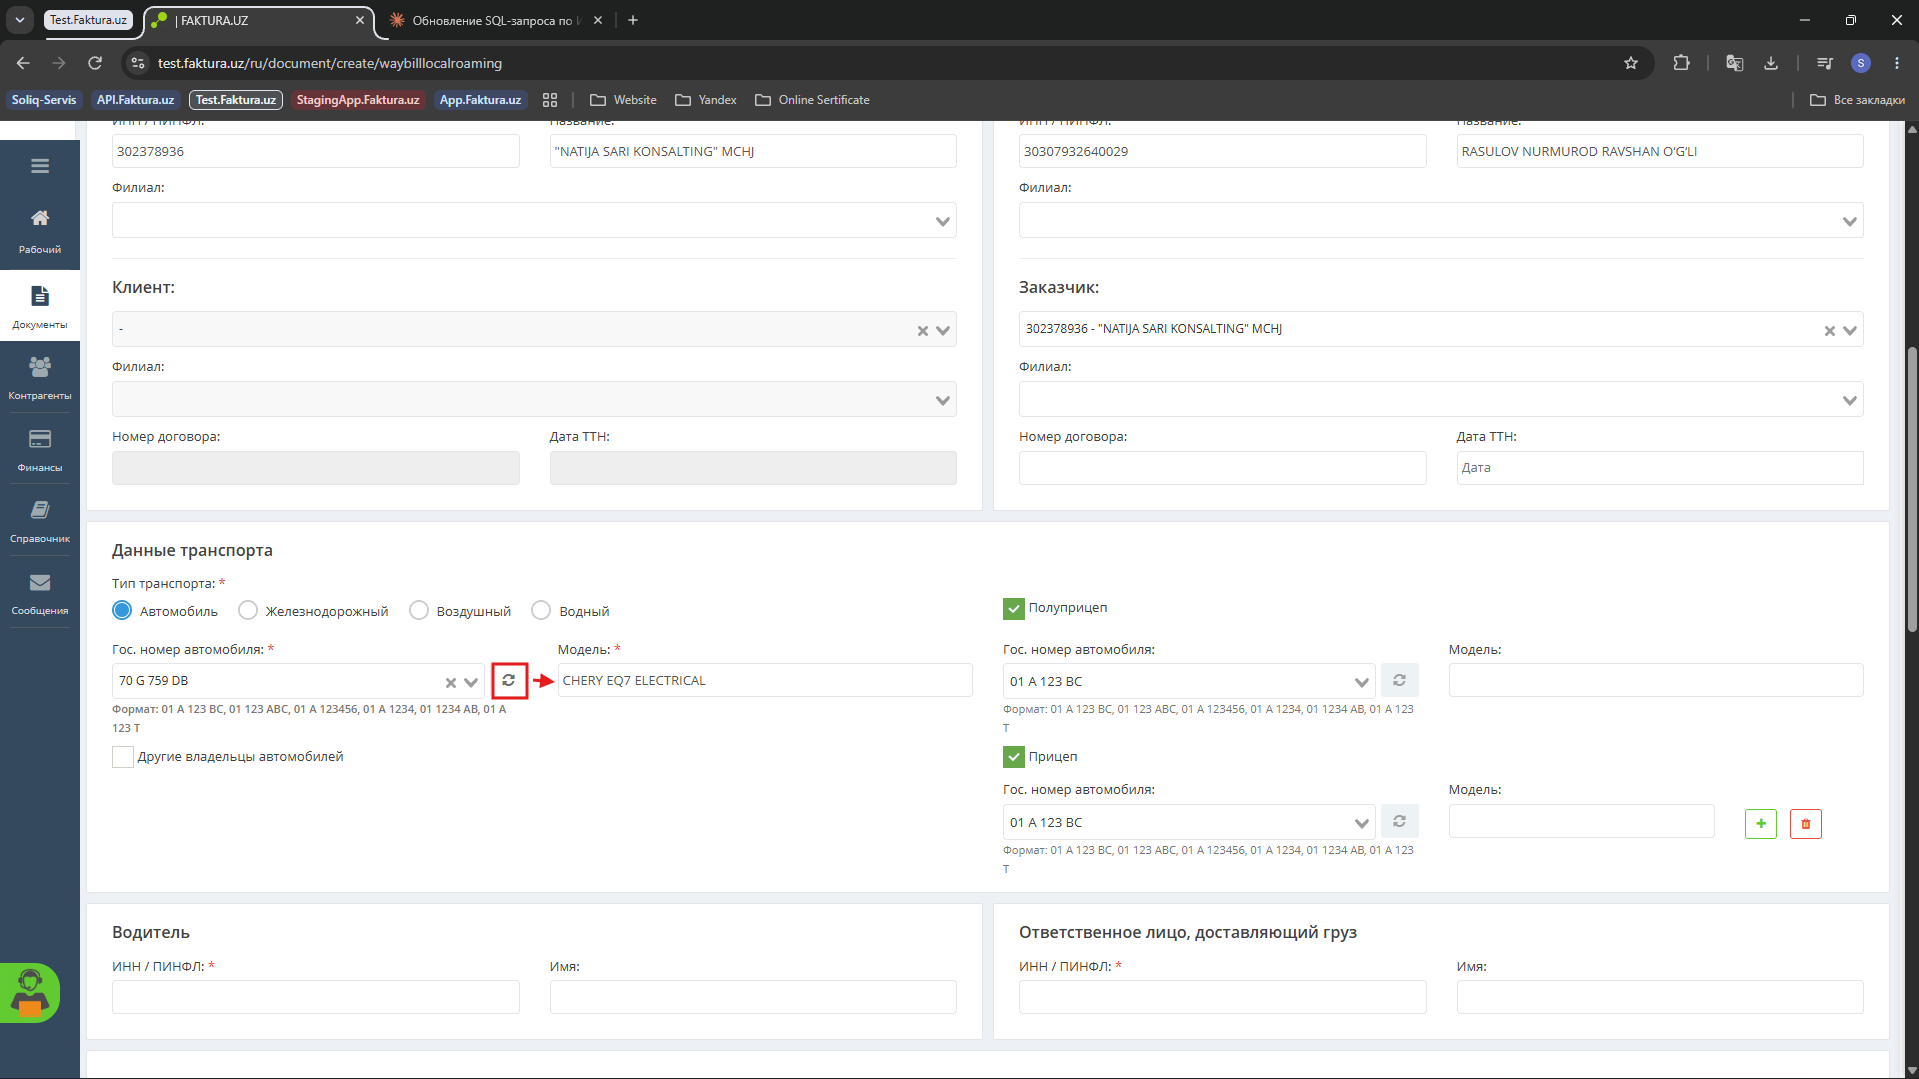 Test.Faktura.uz
| FAKTURA.UZ
Обновление SQL-запроса по
test.faktura.uz/ru/document/create/waybilllocalroaming
S
Soliq-Servis
API.Faktura.uz
Test.Faktura.uz
StagingApp.Faktura.uz
App.Faktura.uz
Website
Yandex
Online Sertificate
Все закладки
Рабочий
Документы
Контрагенты
Финансы
Справочник
Сообщения
ИНН / ПИНФЛ:
Название:
302378936
"NATIJA SARI KONSALTING" MCHJ
Филиал:
Клиент:
-
Филиал:
Номер договора:
Дата ТТН:
ИНН / ПИНФЛ:
Название:
30307932640029
RASULOV NURMUROD RAVSHAN O‘G‘LI
Филиал:
Заказчик:
302378936 - "NATIJA SARI KONSALTING" MCHJ
Филиал:
Номер договора:
Дата ТТН:
Дата
Данные транспорта
Тип транспорта: *
Автомобиль
Железнодорожный
Воздушный
Водный
Гос. номер автомобиля: *
Модель: *
70 G 759 DB
CHERY EQ7 ELECTRICAL
Формат: 01 A 123 BC, 01 123 ABC, 01 A 123456, 01 A 1234, 01 1234 AB, 01 A
123 T
Другие владельцы автомобилей
Полуприцеп
Гос. номер автомобиля:
Модель:
01 A 123 BC
Формат: 01 A 123 BC, 01 123 ABC, 01 A 123456, 01 A 1234, 01 1234 AB, 01 A 123
T
Прицеп
Гос. номер автомобиля:
Модель:
01 A 123 BC
Формат: 01 A 123 BC, 01 123 ABC, 01 A 123456, 01 A 1234, 01 1234 AB, 01 A 123
T
Водитель
ИНН / ПИНФЛ: *
Имя:
Ответственное лицо, доставляющий груз
ИНН / ПИНФЛ: *
Имя: